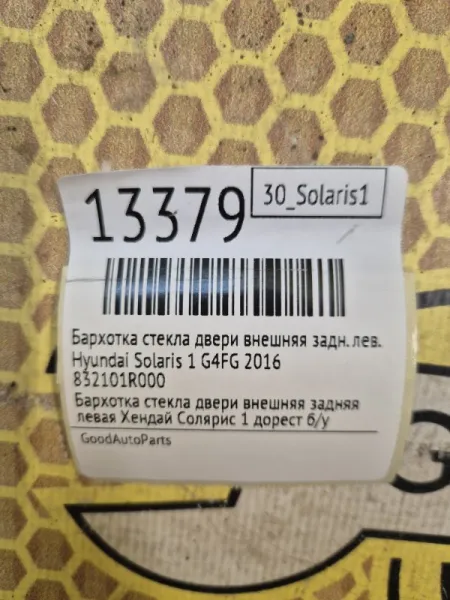 13379
30_Solaris1
Бархотка стекла двери внешняя задн. лев.
Hyundai Solaris 1 G4FG 2016
832101R000
Бархотка стекла двери внешняя задняя
левая Хендай Солярис 1 дорест б/у
GoodAutoParts
G